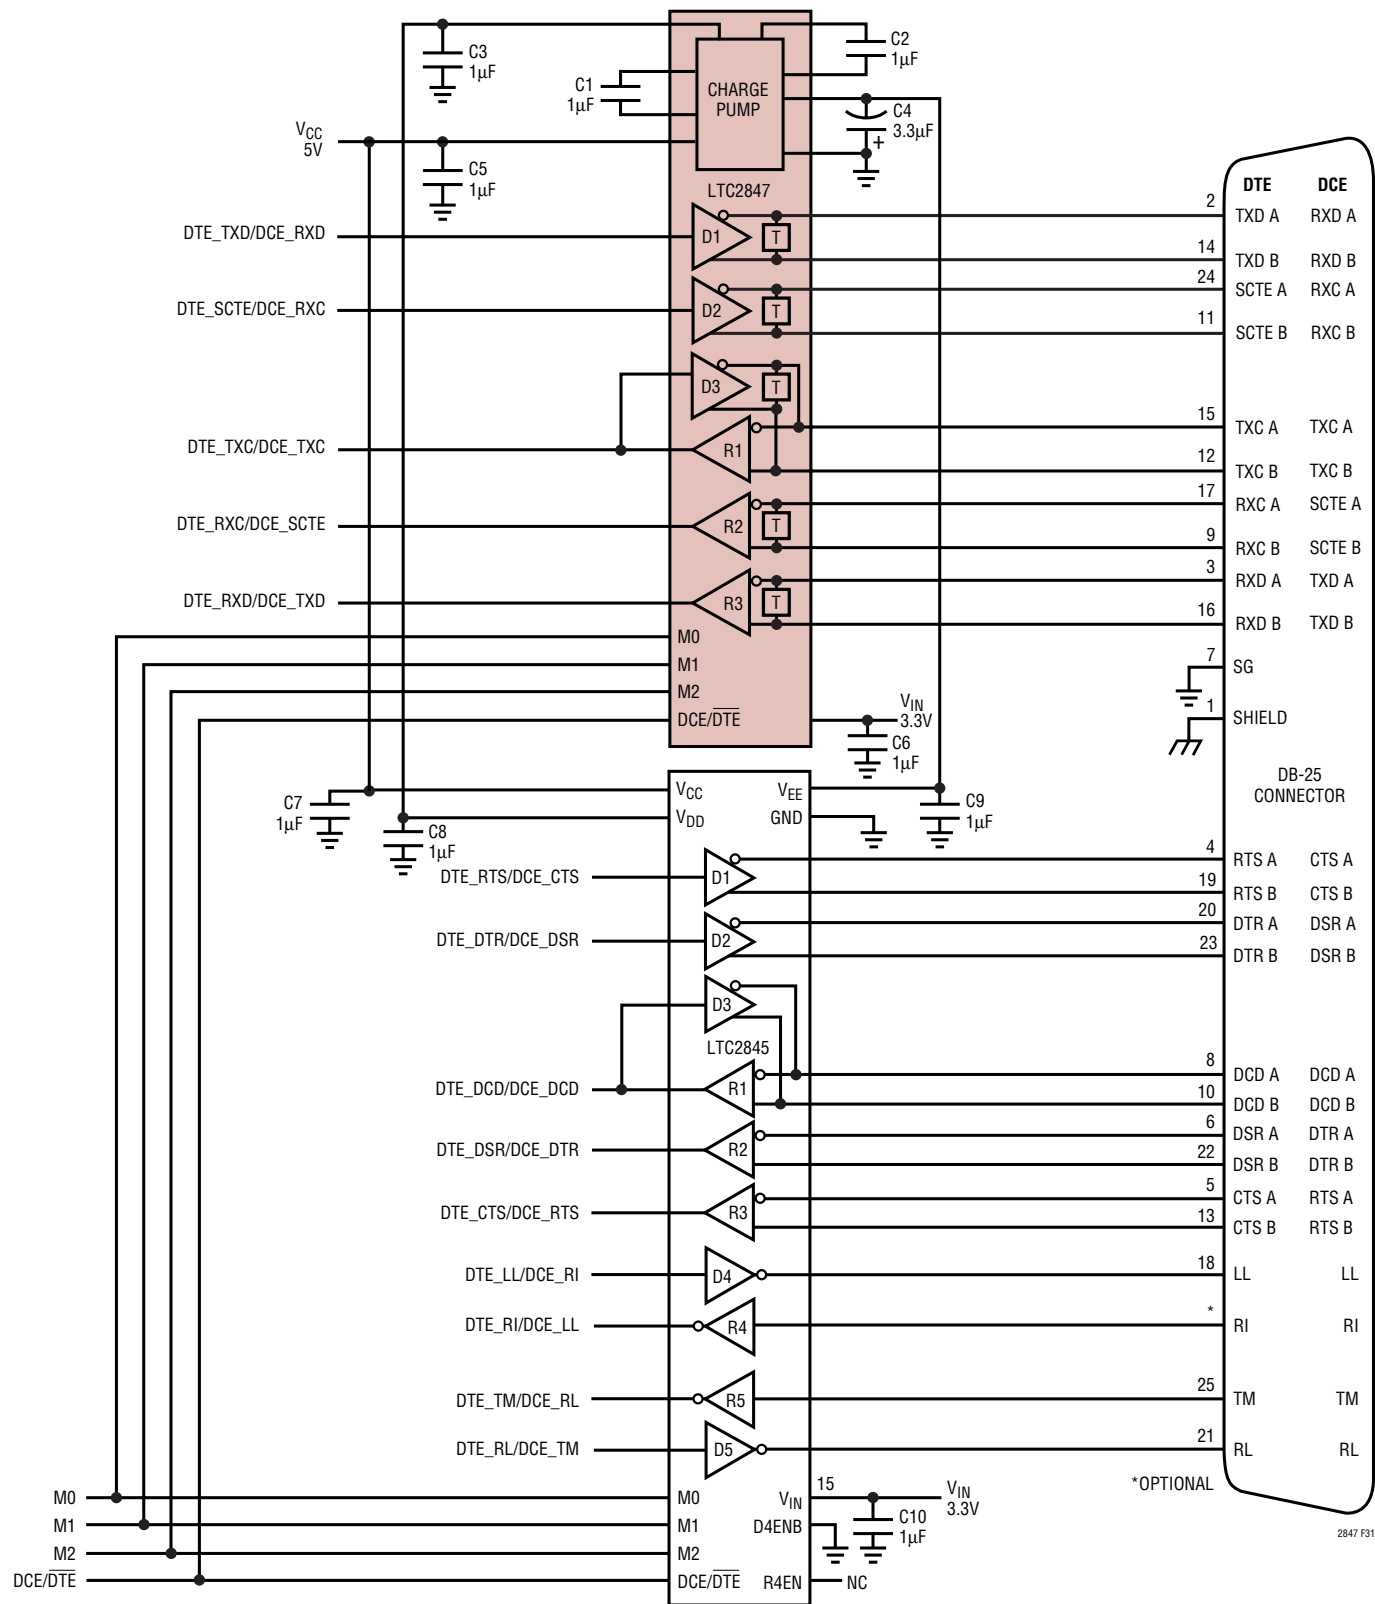 C3
1µF
C1
1µF
CHARGE
PUMP
C2
1µF
C4
3.3µF
+
VCC
5V
C5
1µF
LTC2847
DTE DCE
DTE_TXD/DCE_RXD
D1
T
2
TXD A RXD A
14
TXD B RXD B
DTE_SCTE/DCE_RXC
D2
T
24
SCTE A RXC A
11
SCTE B RXC B
D3
T
DTE_TXC/DCE_TXC
R1
15
TXC A TXC A
12
TXC B TXC B
DTE_RXC/DCE_SCTE
R2
T
17
RXC A SCTE A
9
RXC B SCTE B
DTE_RXD/DCE_TXD
R3
T
3
RXD A TXD A
16
RXD B TXD B
M0
M1
M2
DCE/DTE
7
SG
1
SHIELD
VIN
3.3V
C6
1µF
DB-25
CONNECTOR
C7
1µF
C8
1µF
VCC
VDD
VEE
GND
C9
1µF
DTE_RTS/DCE_CTS
D1
4
RTS A CTS A
19
RTS B CTS B
DTE_DTR/DCE_DSR
D2
20
DTR A DSR A
23
DTR B DSR B
D3
LTC2845
DTE_DCD/DCE_DCD
R1
8
DCD A DCD A
10
DCD B DCD B
DTE_DSR/DCE_DTR
R2
6
DSR A DTR A
22
DSR B DTR B
DTE_CTS/DCE_RTS
R3
5
CTS A RTS A
13
CTS B RTS B
DTE_LL/DCE_RI
D4
18
LL LL
DTE_RI/DCE_LL
R4
*
RI RI
DTE_TM/DCE_RL
R5
25
TM TM
DTE_RL/DCE_TM
D5
21
RL RL
*OPTIONAL
M0
M1
M2
DCE/DTE
M0
M1
M2
DCE/DTE
VIN
D4ENB
R4EN
15
VIN
3.3V
C10
1µF
NC
2847 F31